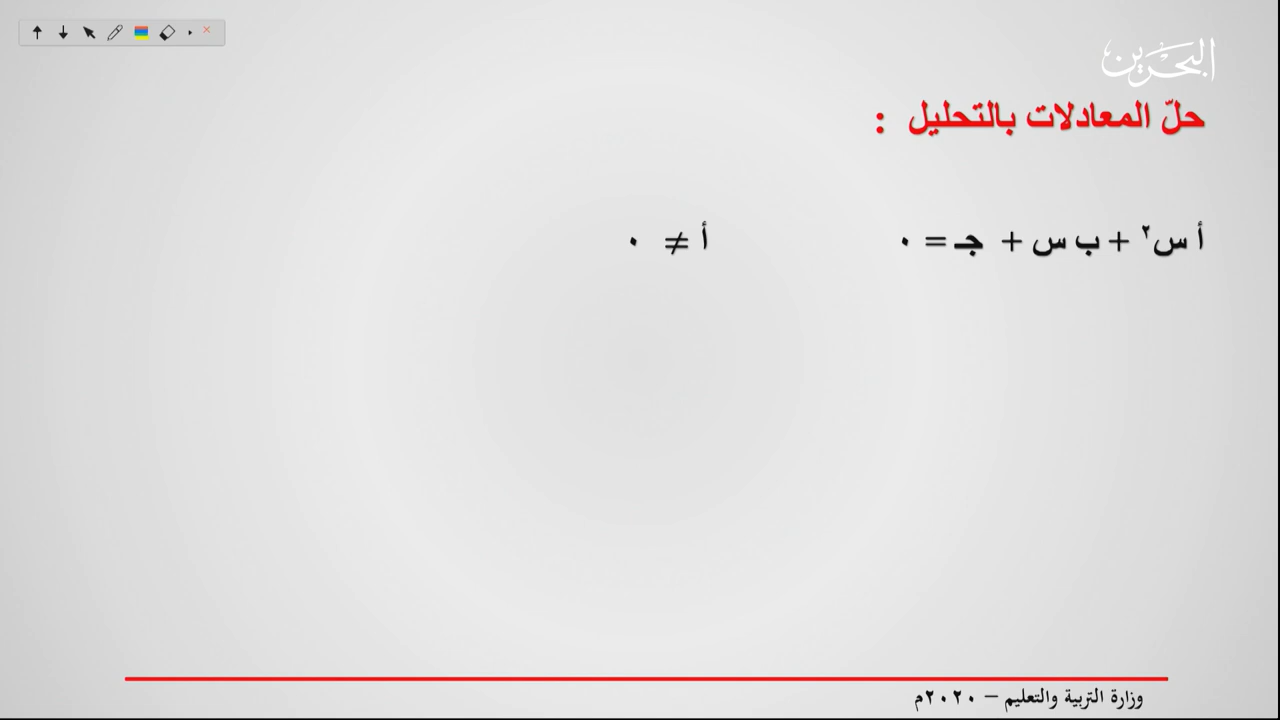 البحرين
حلّ المعادلات بالتحليل :
أ س٢ + ب س + جـ = ٠ أ ≠ ٠
وزارة التربية والتعليم – ٢٠٢٠م